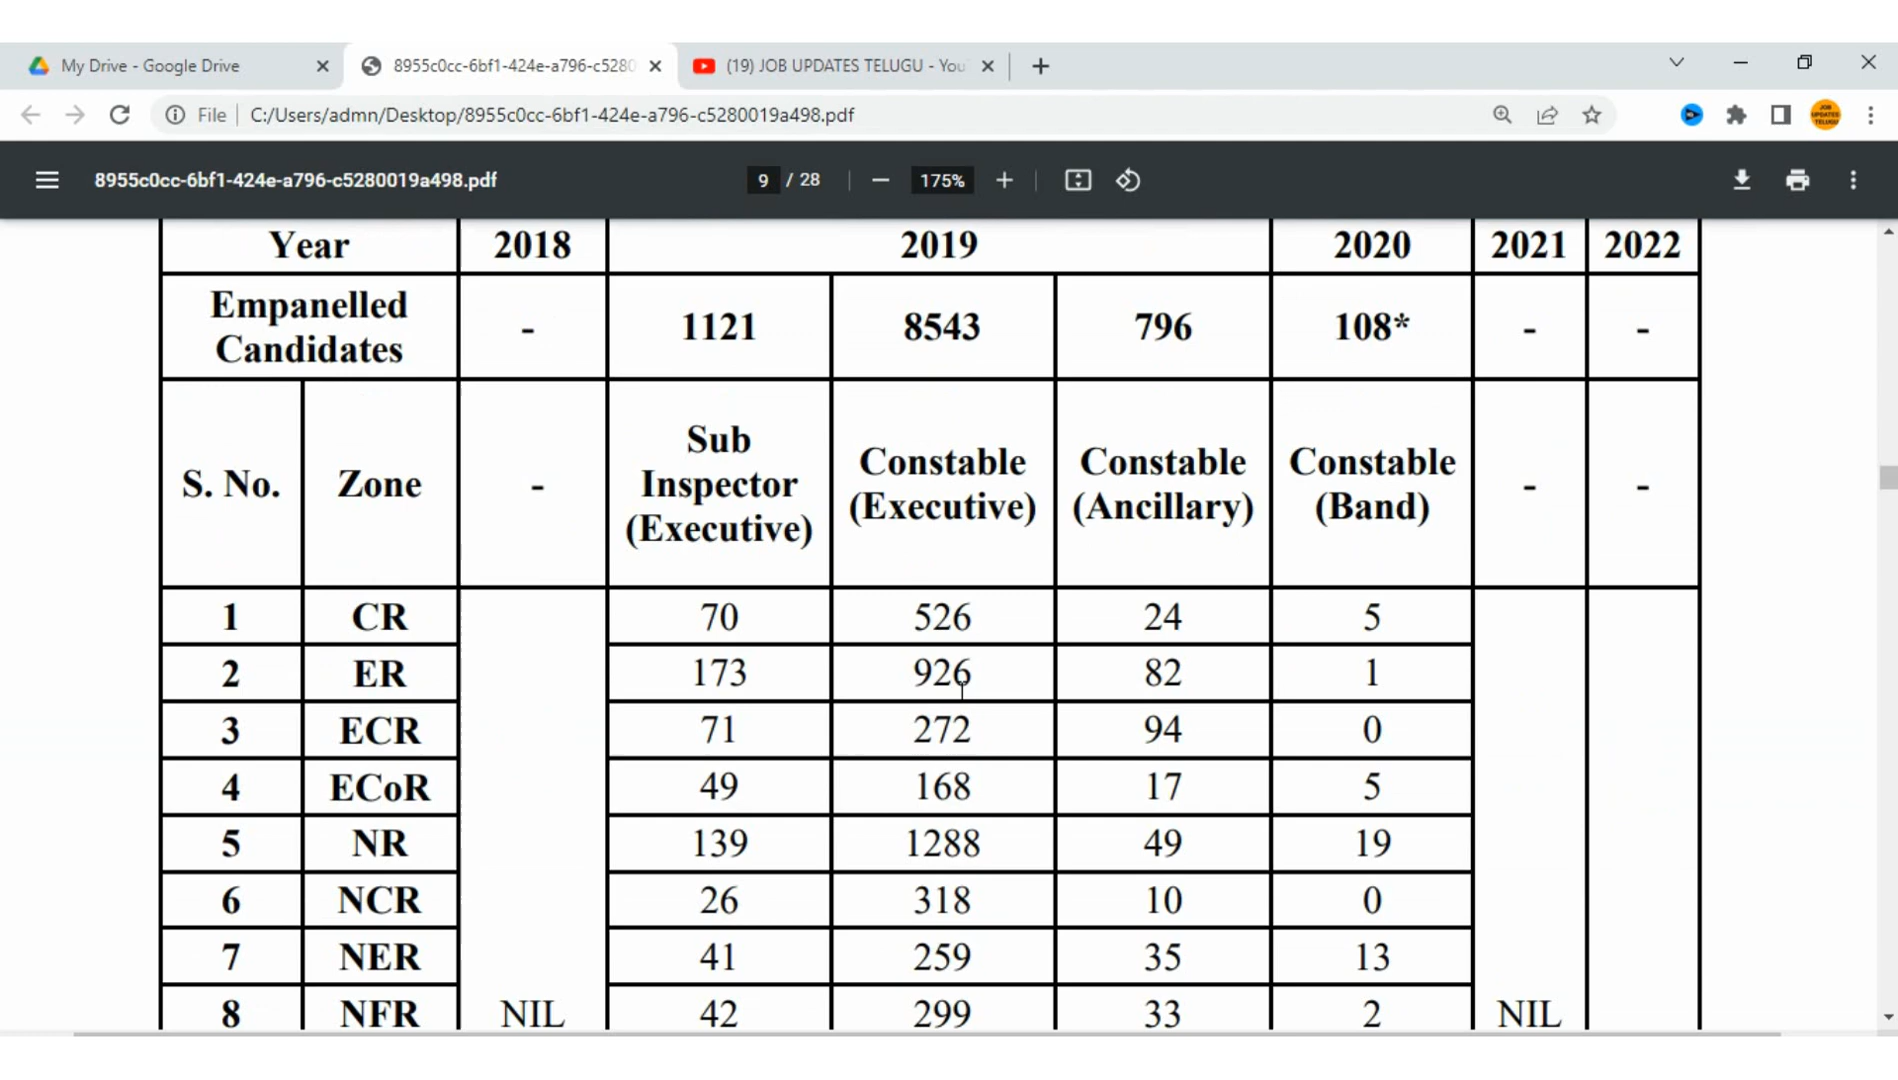 My Drive - Google Drive
8955c0cc-6bf1-424e-a796-c5280
(19) JOB UPDATES TELUGU - You
File C:/Users/admn/Desktop/8955c0cc-6bf1-424e-a796-c5280019a498.pdf
JOB
UPDATES
TELUGU
8955c0cc-6bf1-424e-a796-c5280019a498.pdf 9 / 28 175%
Year 2018 2019 2020 2021 2022
Empanelled
Candidates
- 1121 8543 796 108* - -
S. No. Zone -
Sub
Inspector
(Executive)
Constable
(Executive)
Constable
(Ancillary)
Constable
(Band)
- -
1 CR 70 526 24 5
2 ER 173 926 82 1
3 ECR 71 272 94 0
4 ECoR 49 168 17 5
5 NR 139 1288 49 19
6 NCR 26 318 10 0
7 NER 41 259 35 13
8 NFR NIL 42 299 33 2 NIL